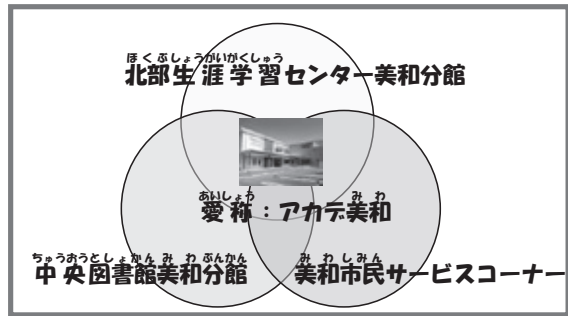 ほくぶしょうがいがくしゅう
北部生涯学習センター美和分館
あいしょう み わ
愛称：アカデ美和
ちゅうおうとしょかん み わ ぶんかん
中央図書館美和分館
み わ しみん
美和市民サービスコーナー